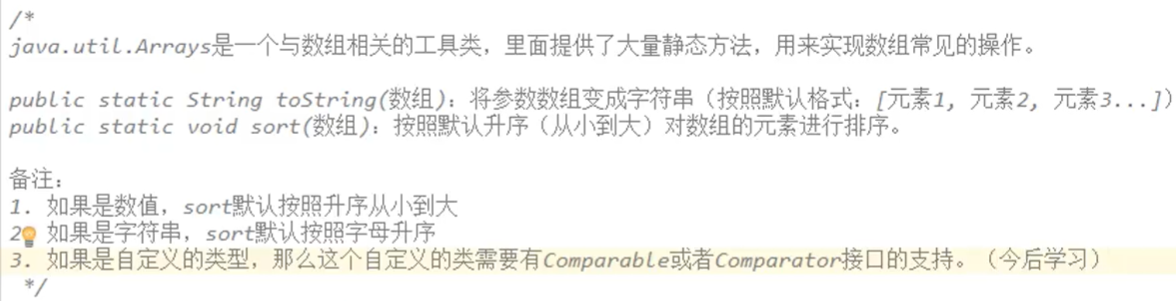 /*
java.util.Arrays是一个与数组相关的工具类，里面提供了大量静态方法，用来实现数组常见的操作。
public static String toString(数组)：将参数数组变成字符串（按照默认格式：[元素1, 元素2, 元素3...]）
public static void sort(数组)：按照默认升序（从小到大）对数组的元素进行排序。
备注：
1. 如果是数值，sort默认按照升序从小到大
2 如果是字符串，sort默认按照字母升序
3. 如果是自定义的类型，那么这个自定义的类需要有Comparable或者Comparator接口的支持。（今后学习）
*/